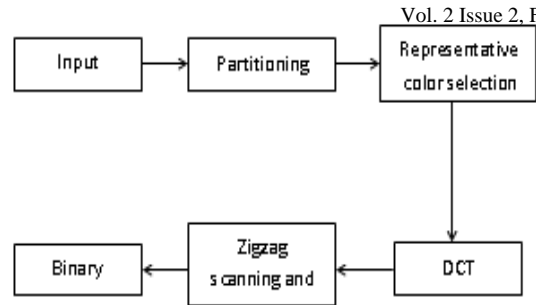 Vol. 2 Issue 2, F
Input
Partitioning
Representative
color selection
DCT
Zigzag
scanning and
Binary